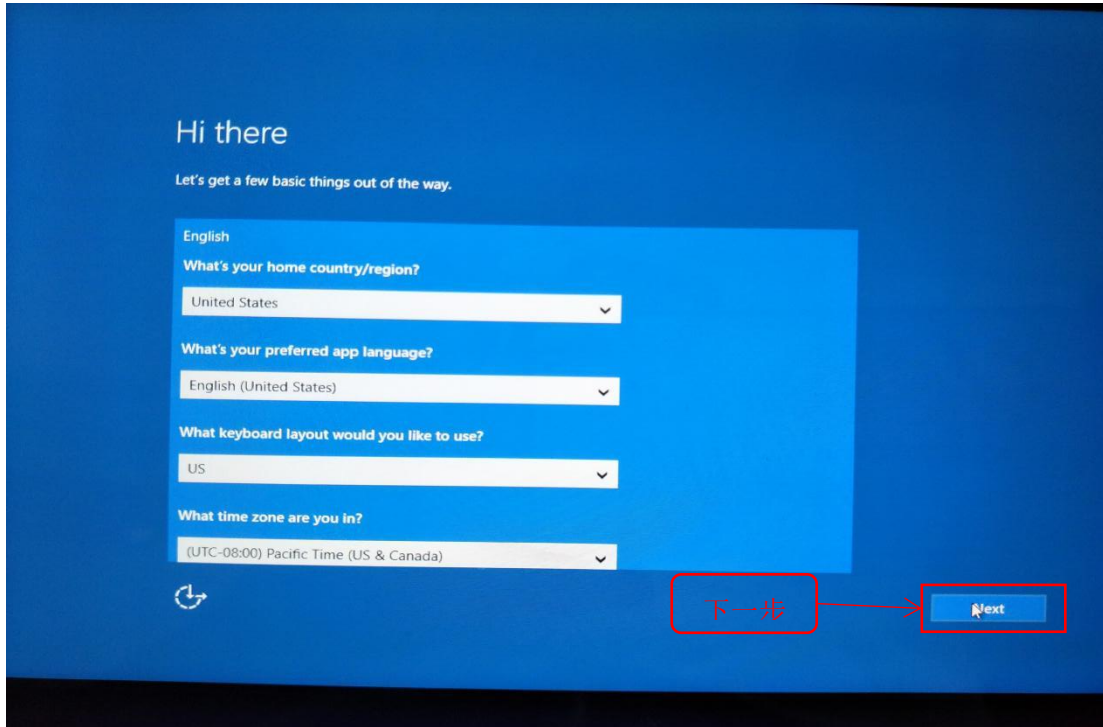 Hi there
Let's get a few basic things out of the way.
English
What's your home country/region?
United States
What's your preferred app language?
English (United States)
What keyboard layout would you like to use?
US
What time zone are you in?
(UTC-08:00) Pacific Time (US & Canada)
下一步
Next